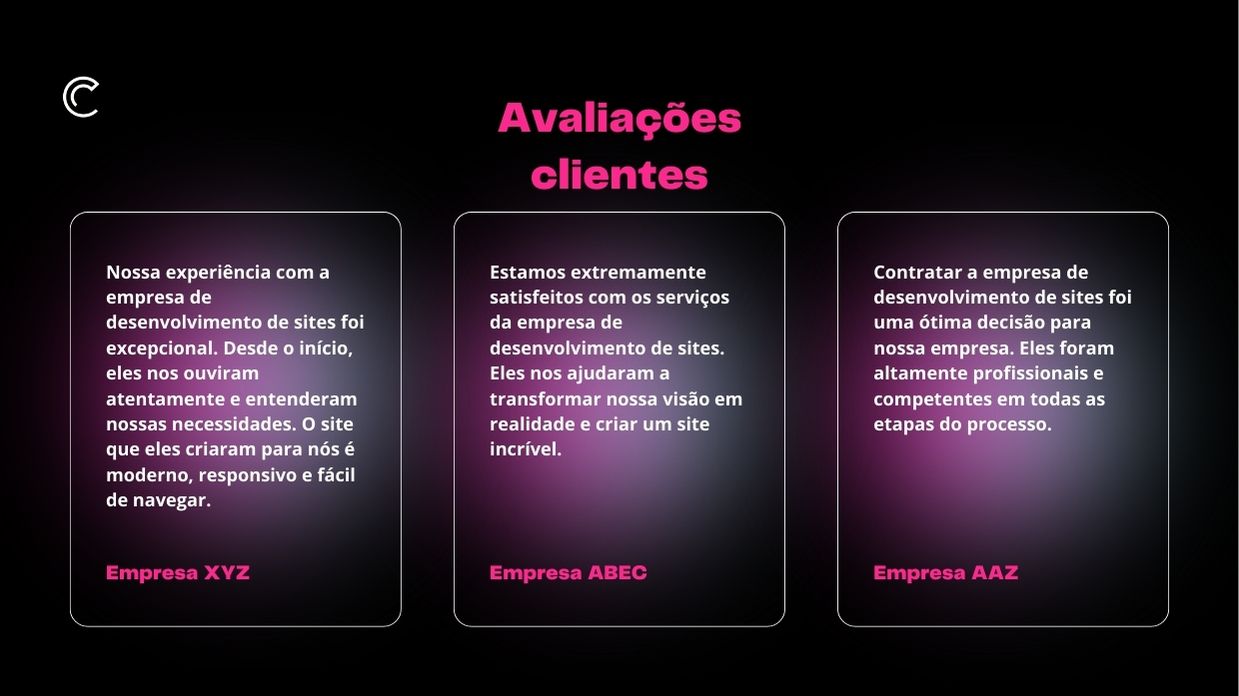 Avaliações
clientes
Nossa experiência com a
empresa de
desenvolvimento de sites foi
excepcional. Desde o início,
eles nos ouviram
atentamente e entenderam
nossas necessidades. O site
que eles criaram para nós é
moderno, responsivo e fácil
de navegar.
Empresa XYZ
Estamos extremamente
satisfeitos com os serviços
da empresa de
desenvolvimento de sites.
Eles nos ajudaram a
transformar nossa visão em
realidade e criar um site
incrível.
Empresa ABEC
Contratar a empresa de
desenvolvimento de sites foi
uma ótima decisão para
nossa empresa. Eles foram
altamente profissionais e
competentes em todas as
etapas do processo.
Empresa AAZ